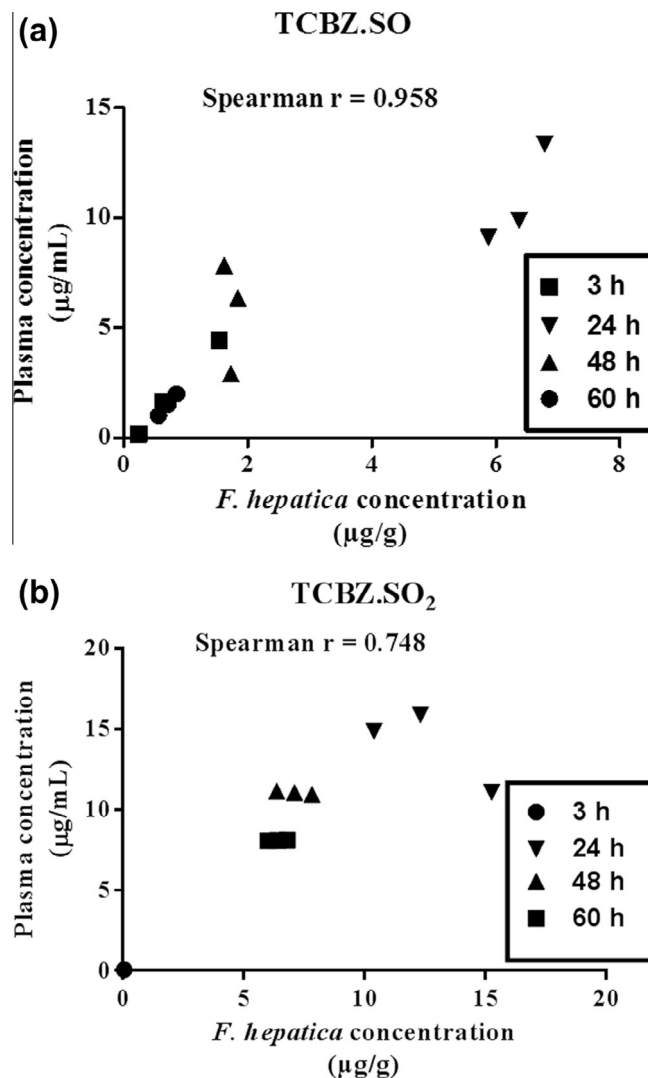 (a)
TCBZ.SO
Spearman r = 0.958
Plasma concentration
(µg/mL)
15
10
5
0
0 2 4 6 8
F. hepatica concentration
(µg/g)
3 h
24 h
48 h
60 h
(b)
TCBZ.SO₂
Spearman r = 0.748
Plasma concentration
(µg/mL)
20
15
10
5
0
0 5 10 15 20
F. hepatica concentration
(µg/g)
3 h
24 h
48 h
60 h